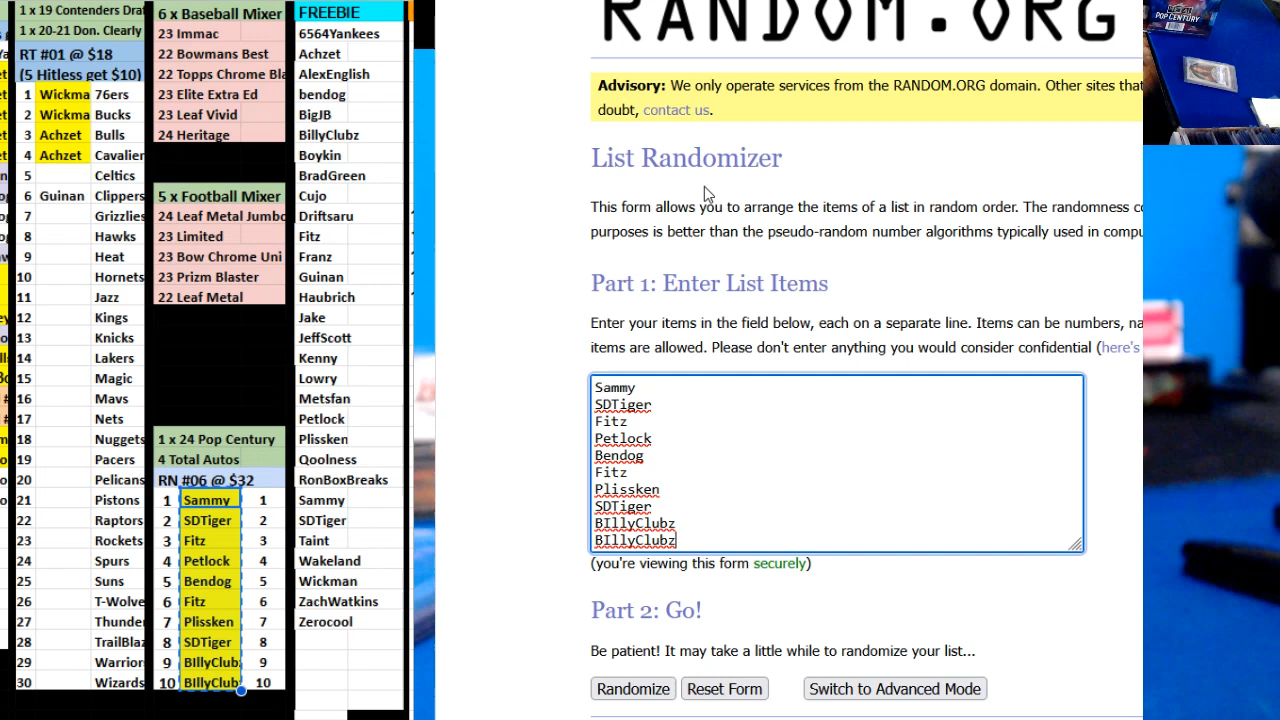 1 x 19 Contenders Dra
1 x 20-21 Don. Clearly
RT #01 @ $18
(5 Hitless get $10)
1 Wickma 76ers
2 Wickma Bucks
3 Achzet Bulls
4 Achzet Cavalier
5 Celtics
6 Guinan Clippers
7 Grizzlies
8 Hawks
9 Heat
10 Hornets
11 Jazz
12 Kings
13 Knicks
14 Lakers
15 Magic
16 Mavs
17 Nets
18 Nuggets
19 Pacers
20 Pelicans
21 Pistons
22 Raptors
23 Rockets
24 Spurs
25 Suns
26 T-Wolve
27 Thunder
28 TrailBlaz
29 Warrior
30 Wizards
6 x Baseball Mixer
23 Immac
22 Bowmans Best
22 Topps Chrome Bla
23 Elite Extra Ed
23 Leaf Vivid
24 Heritage
5 x Football Mixer
24 Leaf Metal Jumbo
23 Limited
23 Bow Chrome Uni
23 Prizm Blaster
22 Leaf Metal
1 x 24 Pop Century
4 Total Autos
RN #06 @ $32
1 Sammy 1
2 SDTiger 2
3 Fitz 3
4 Petlock 4
5 Bendog 5
6 Fitz 6
7 Plissken 7
8 SDTiger 8
9 BIllyClub 9
10 BIllyClub 10
FREEBIE
6564Yankees
Achzet
AlexEnglish
bendog
BigJB
BillyClubz
Boykin
BradGreen
Cujo
Driftsaru
Fitz
Franz
Guinan
Haubrich
Jake
JeffScott
Kenny
Lowry
Metsfan
Petlock
Plissken
Qoolness
RonBoxBreaks
Sammy
SDTiger
Taint
Wakeland
Wickman
ZachWatkins
Zerocool
RANDOM.ORG
Advisory: We only operate services from the RANDOM.ORG domain. Other sites that
doubt, contact us.
List Randomizer
This form allows you to arrange the items of a list in random order. The randomness co
purposes is better than the pseudo-random number algorithms typically used in compu
Part 1: Enter List Items
Enter your items in the field below, each on a separate line. Items can be numbers, na
items are allowed. Please don't enter anything you would consider confidential (here's
Sammy
SDTiger
Fitz
Petlock
Bendog
Fitz
Plissken
SDTiger
BIllyClubz
BIllyClubz
(you're viewing this form securely)
Part 2: Go!
Be patient! It may take a little while to randomize your list...
Randomize Reset Form Switch to Advanced Mode
POP CENTURY